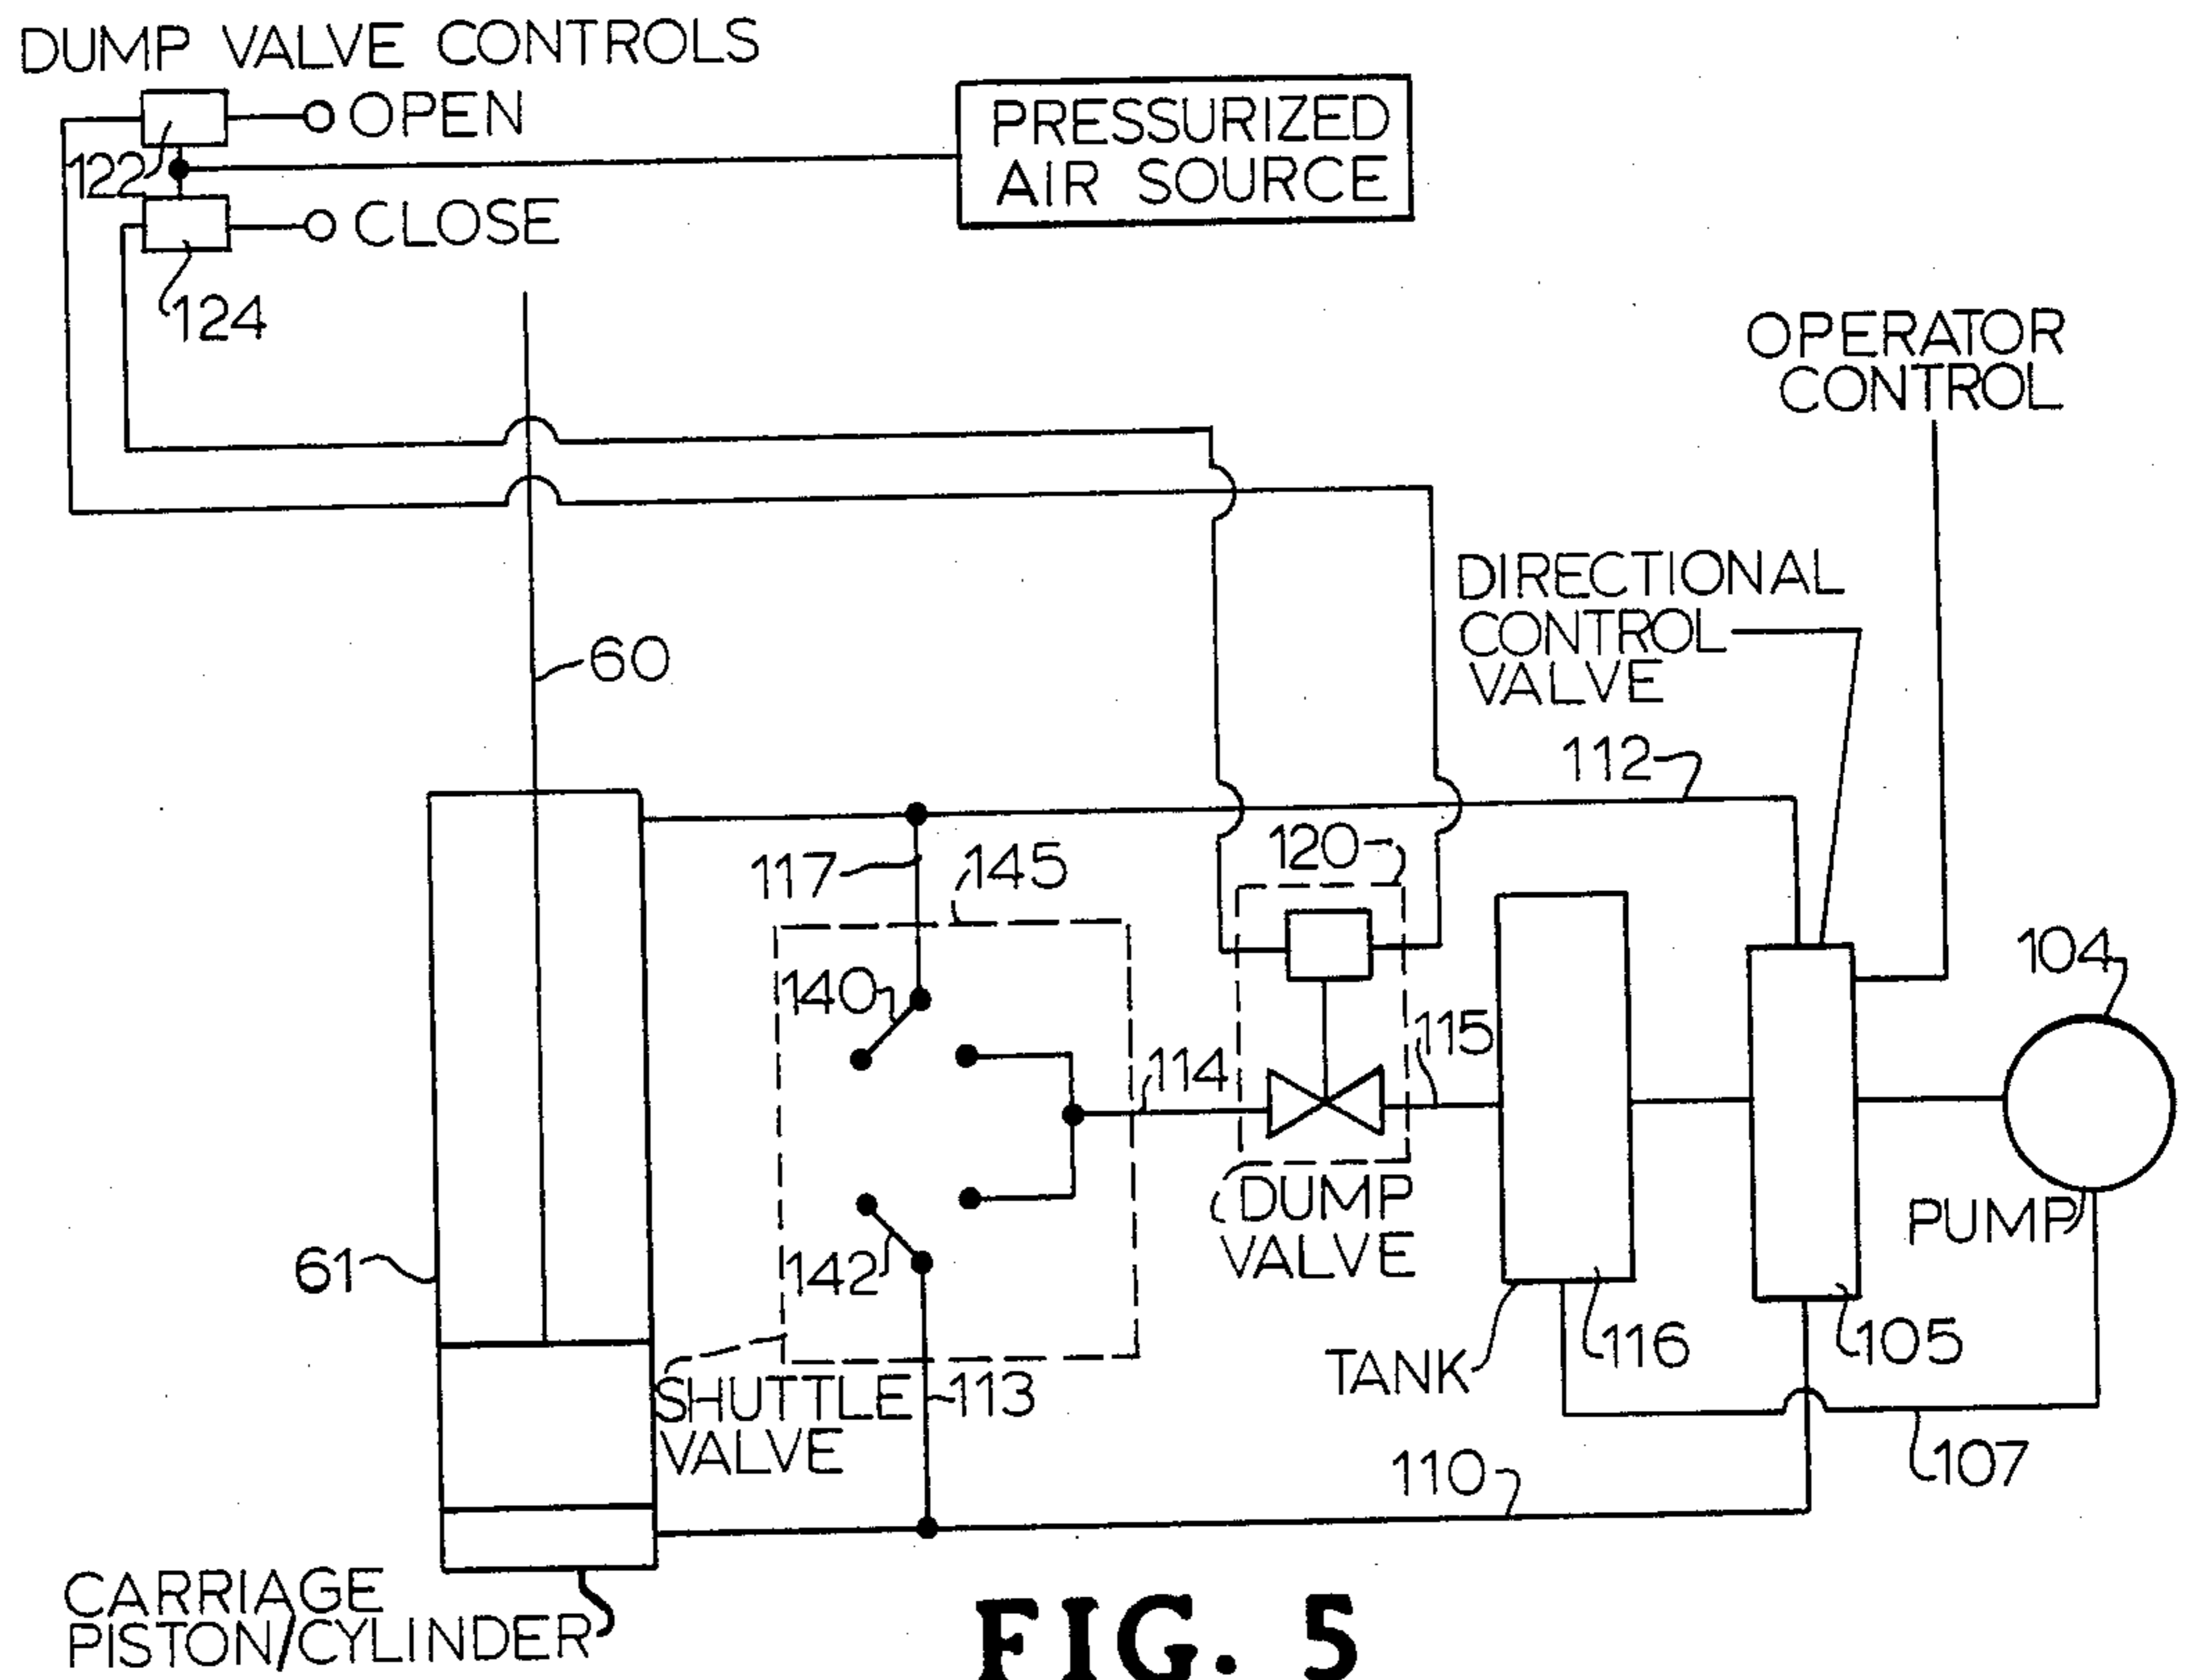 DUMP VALVE CONTROLS
OPEN
PRESSURIZED
AIR SOURCE
122
CLOSE
124
OPERATOR
CONTROL
DIRECTIONAL
CONTROL
VALVE
60
112
120
117
145
104
140
115
114
DUMP
VALVE
PUMP
61
142
116
105
TANK
SHUTTLE
VALVE
113
110
107
CARRIAGE
PISTON/CYLINDER
FIG. 5